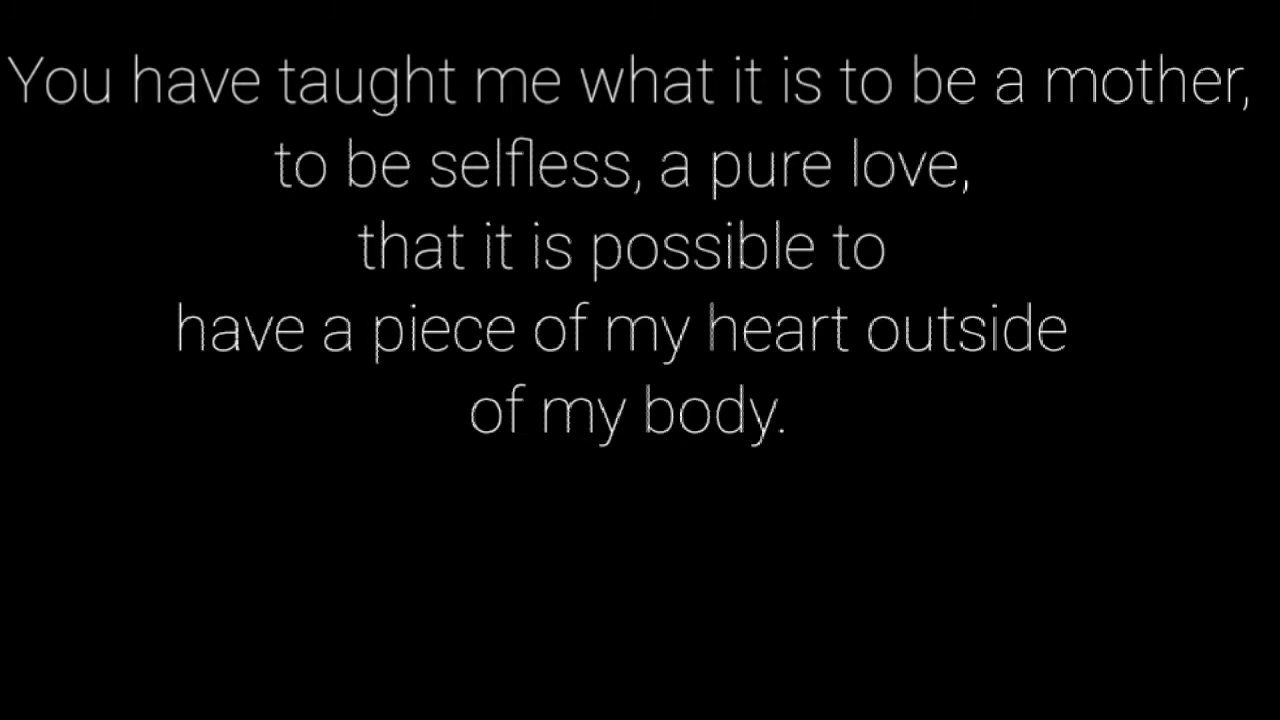 You have taught me what it is to be a mother,
to be selfless, a pure love,
that it is possible to
have a piece of my heart outside
of my body.